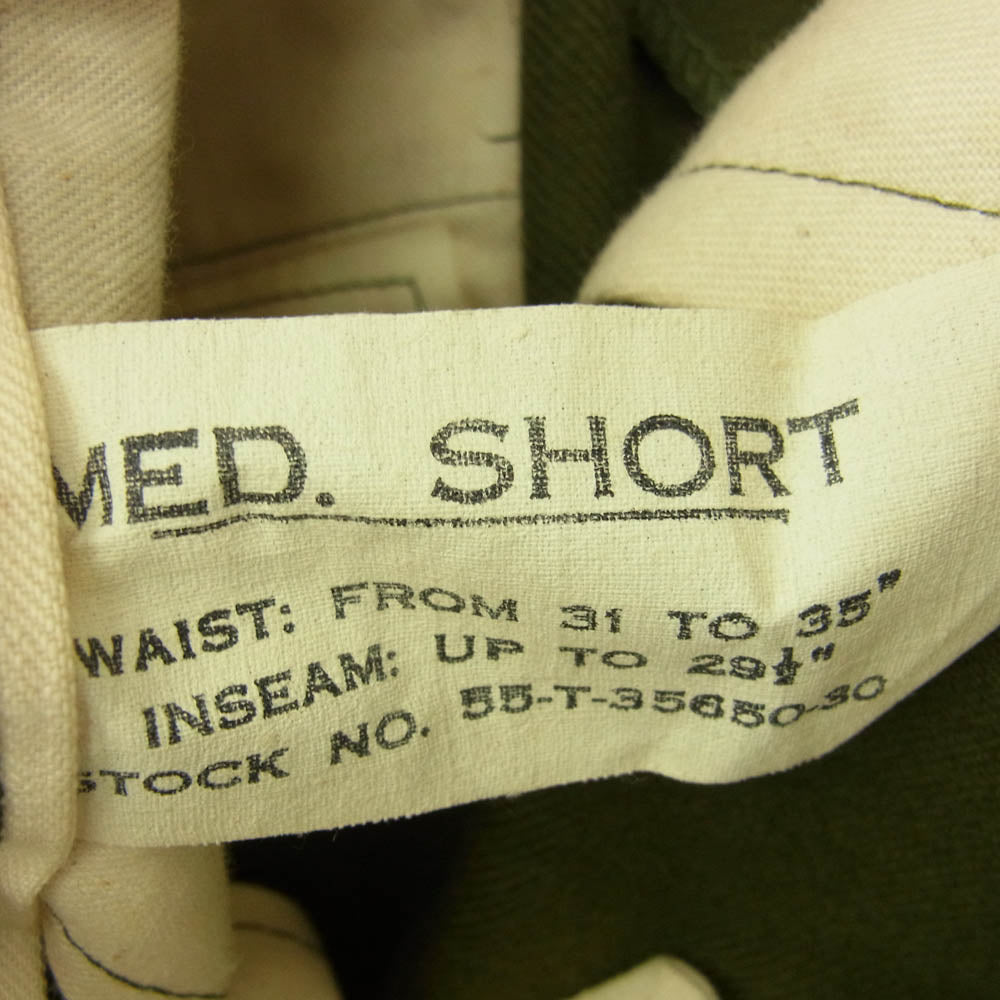 MED. SHORT
WAIST: FROM 31 TO 35"
INSEAM: UP TO 29½"
STOCK NO. 55-T-35650-30